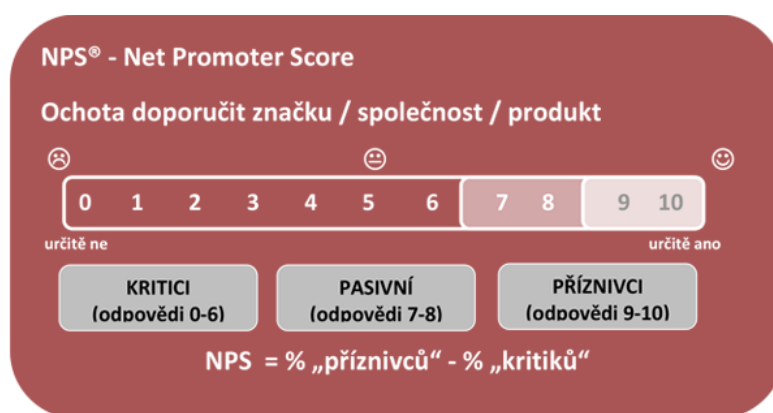 NPS® - Net Promoter Score
Ochota doporučit značku / společnost / produkt
0 1 2 3 4 5 6 7 8 9 10
určitě ne určitě ano
KRITICI PASIVNÍ PŘÍZNIVCI
(odpovědi 0-6) (odpovědi 7-8) (odpovědi 9-10)
NPS = % „příznivců“ - % „kritiků“